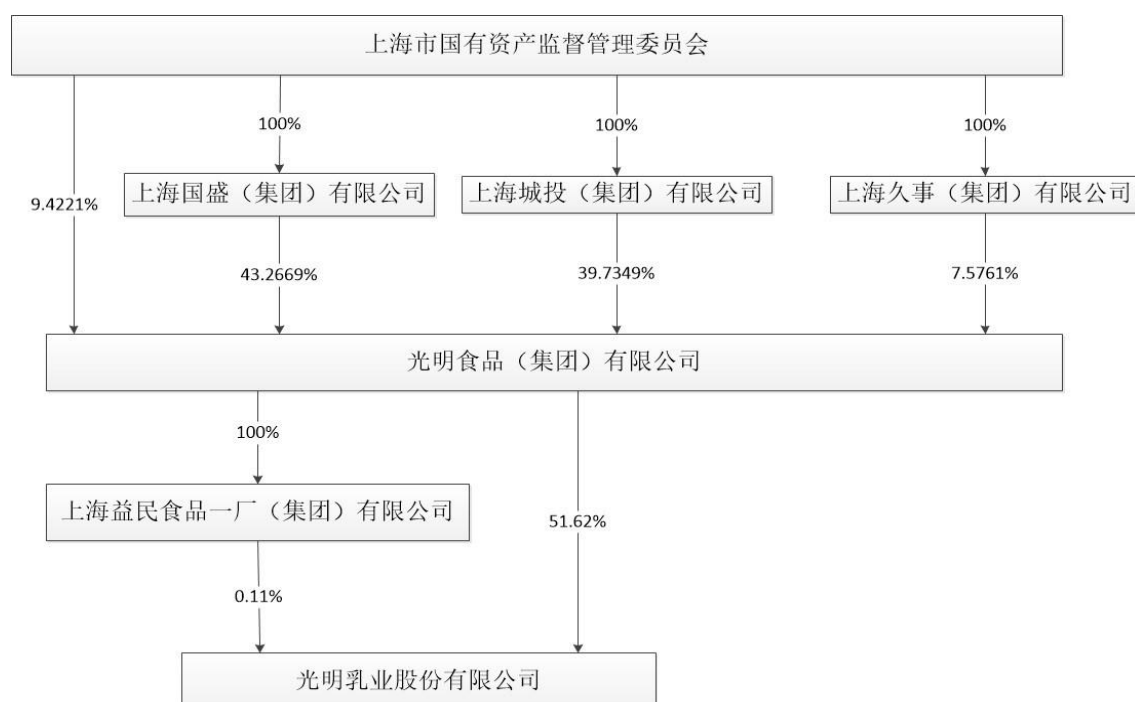 上海市国有资产监督管理委员会
100%
100%
100%
9.4221%
上海国盛（集团）有限公司
上海城投（集团）有限公司
上海久事（集团）有限公司
43.2669%
39.7349%
7.5761%
光明食品（集团）有限公司
100%
上海益民食品一厂（集团）有限公司
51.62%
0.11%
光明乳业股份有限公司